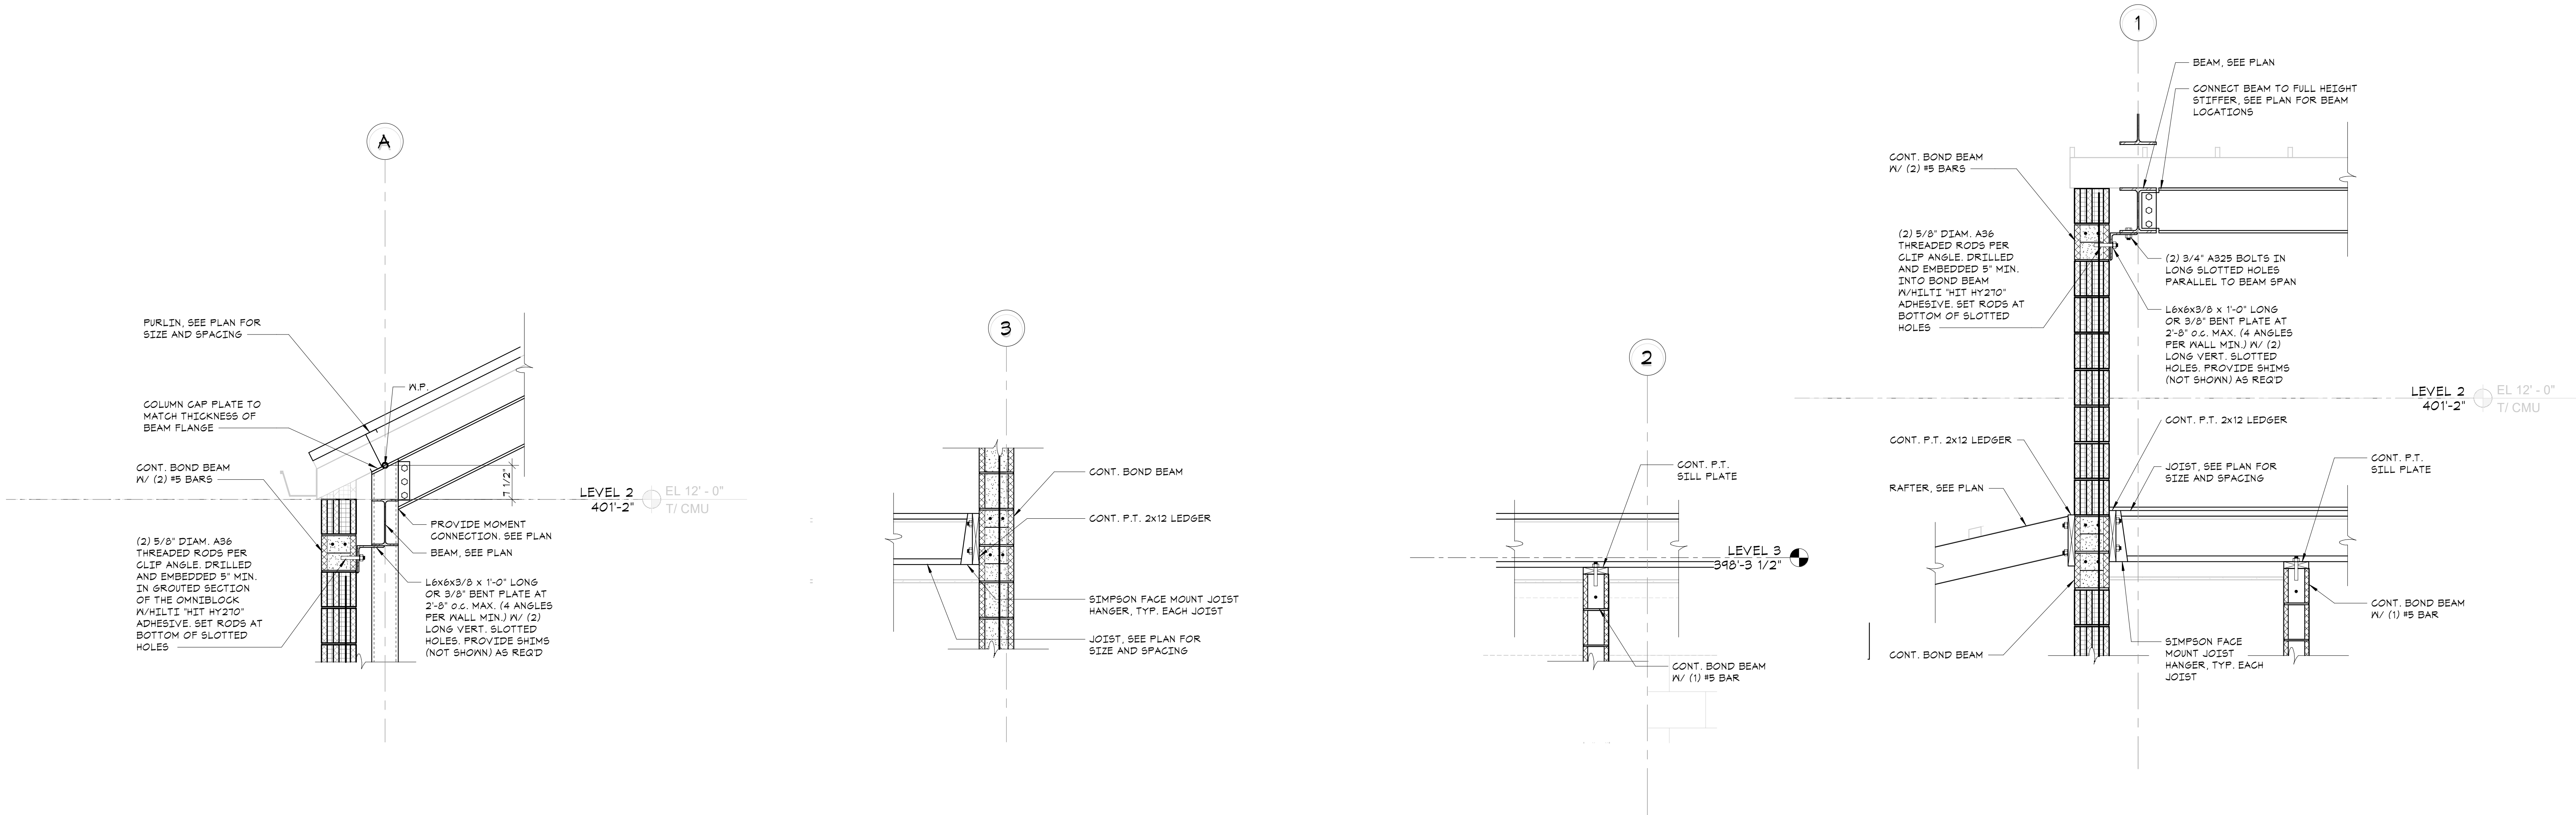 A
PURLIN, SEE PLAN FOR
SIZE AND SPACING
W.P.
COLUMN CAP PLATE TO
MATCH THICKNESS OF
BEAM FLANGE
CONT. BOND BEAM
W/ (2) #5 BARS
7 1/2"
LEVEL 2
401'-2"
EL 12' - 0"
T/ CMU
PROVIDE MOMENT
CONNECTION. SEE PLAN
BEAM, SEE PLAN
(2) 5/8" DIAM. A36
THREADED RODS PER
CLIP ANGLE. DRILLED
AND EMBEDDED 5" MIN.
IN GROUTED SECTION
OF THE OMNIBLOCK
W/HILTI "HIT HY270"
ADHESIVE. SET RODS AT
BOTTOM OF SLOTTED
HOLES
L6x6x3/8 x 1'-0" LONG
OR 3/8" BENT PLATE AT
2'-8" o.c. MAX. (4 ANGLES
PER WALL MIN.) W/ (2)
LONG VERT. SLOTTED
HOLES. PROVIDE SHIMS
(NOT SHOWN) AS REQ'D
3
CONT. BOND BEAM
CONT. P.T. 2x12 LEDGER
SIMPSON FACE MOUNT JOIST
HANGER, TYP. EACH JOIST
JOIST, SEE PLAN FOR
SIZE AND SPACING
2
CONT. P.T.
SILL PLATE
LEVEL 3
398'-3 1/2"
CONT. BOND BEAM
W/ (1) #5 BAR
1
BEAM, SEE PLAN
CONNECT BEAM TO FULL HEIGHT
STIFFER, SEE PLAN FOR BEAM
LOCATIONS
CONT. BOND BEAM
W/ (2) #5 BARS
(2) 5/8" DIAM. A36
THREADED RODS PER
CLIP ANGLE. DRILLED
AND EMBEDDED 5" MIN.
INTO BOND BEAM
W/HILTI "HIT HY270"
ADHESIVE. SET RODS AT
BOTTOM OF SLOTTED
HOLES
(2) 3/4" A325 BOLTS IN
LONG SLOTTED HOLES
PARALLEL TO BEAM SPAN
L6x6x3/8 x 1'-0" LONG
OR 3/8" BENT PLATE AT
2'-8" o.c. MAX. (4 ANGLES
PER WALL MIN.) W/ (2)
LONG VERT. SLOTTED
HOLES. PROVIDE SHIMS
(NOT SHOWN) AS REQ'D
LEVEL 2
401'-2"
EL 12' - 0"
T/ CMU
CONT. P.T. 2x12 LEDGER
CONT. P.T. 2x12 LEDGER
JOIST, SEE PLAN FOR
SIZE AND SPACING
CONT. P.T.
SILL PLATE
RAFTER, SEE PLAN
CONT. BOND BEAM
W/ (1) #5 BAR
CONT. BOND BEAM
SIMPSON FACE
MOUNT JOIST
HANGER, TYP. EACH
JOIST